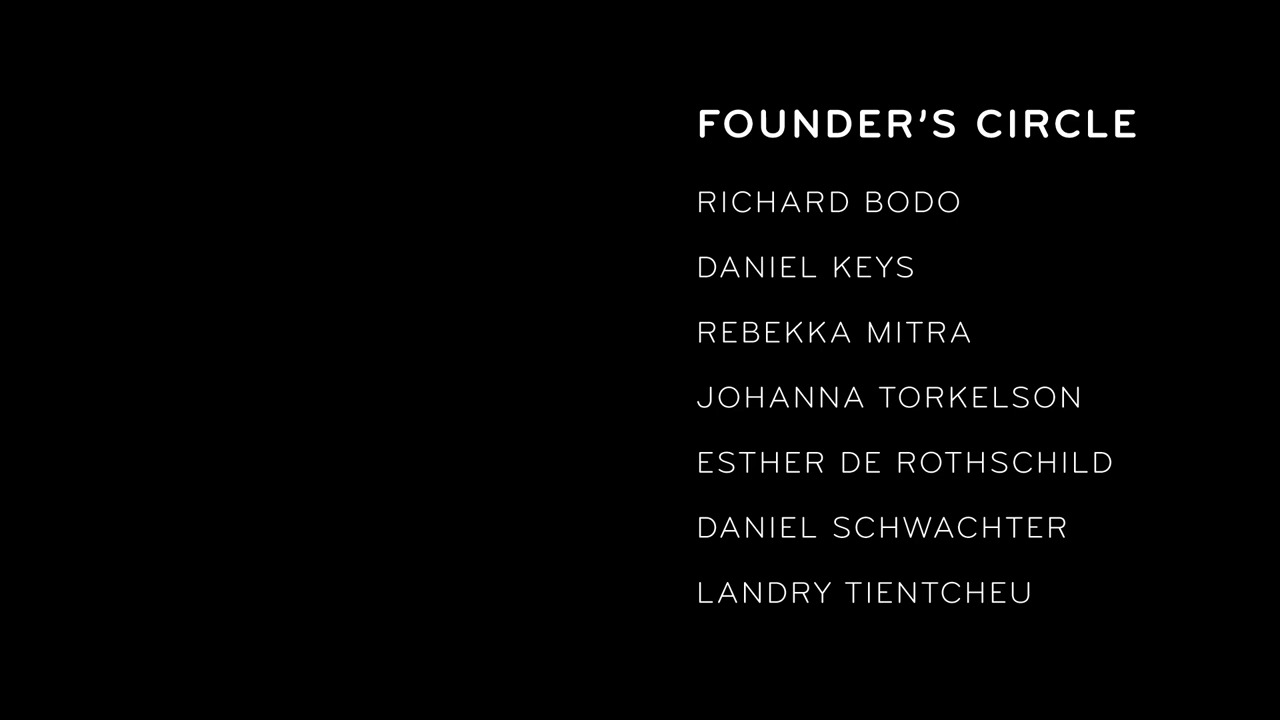 FOUNDER'S CIRCLE
RICHARD BODO
DANIEL KEYS
REBEKKA MITRA
JOHANNA TORKELSON
ESTHER DE ROTHSCHILD
DANIEL SCHWACHTER
LANDRY TIENTCHEU